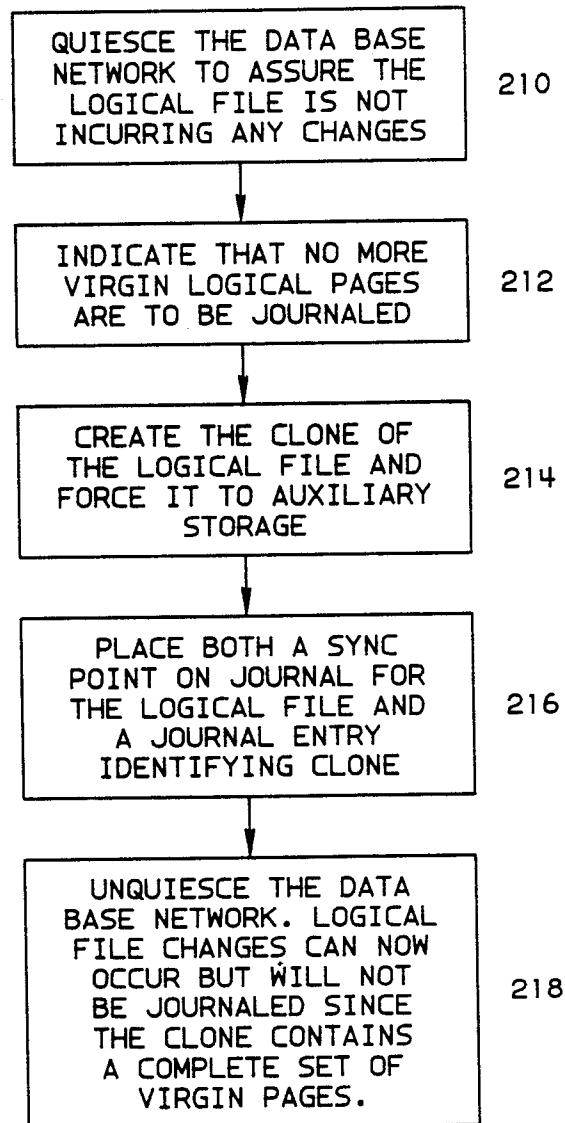 QUIESCE THE DATA BASE
NETWORK TO ASSURE THE
LOGICAL FILE IS NOT
INCURRING ANY CHANGES
210
INDICATE THAT NO MORE
VIRGIN LOGICAL PAGES
ARE TO BE JOURNALED
212
CREATE THE CLONE OF
THE LOGICAL FILE AND
FORCE IT TO AUXILIARY
STORAGE
214
PLACE BOTH A SYNC
POINT ON JOURNAL FOR
THE LOGICAL FILE AND
A JOURNAL ENTRY
IDENTIFYING CLONE
216
UNQUIESCE THE DATA
BASE NETWORK. LOGICAL
FILE CHANGES CAN NOW
OCCUR BUT WILL NOT
BE JOURNALED SINCE
THE CLONE CONTAINS
A COMPLETE SET OF
VIRGIN PAGES.
218